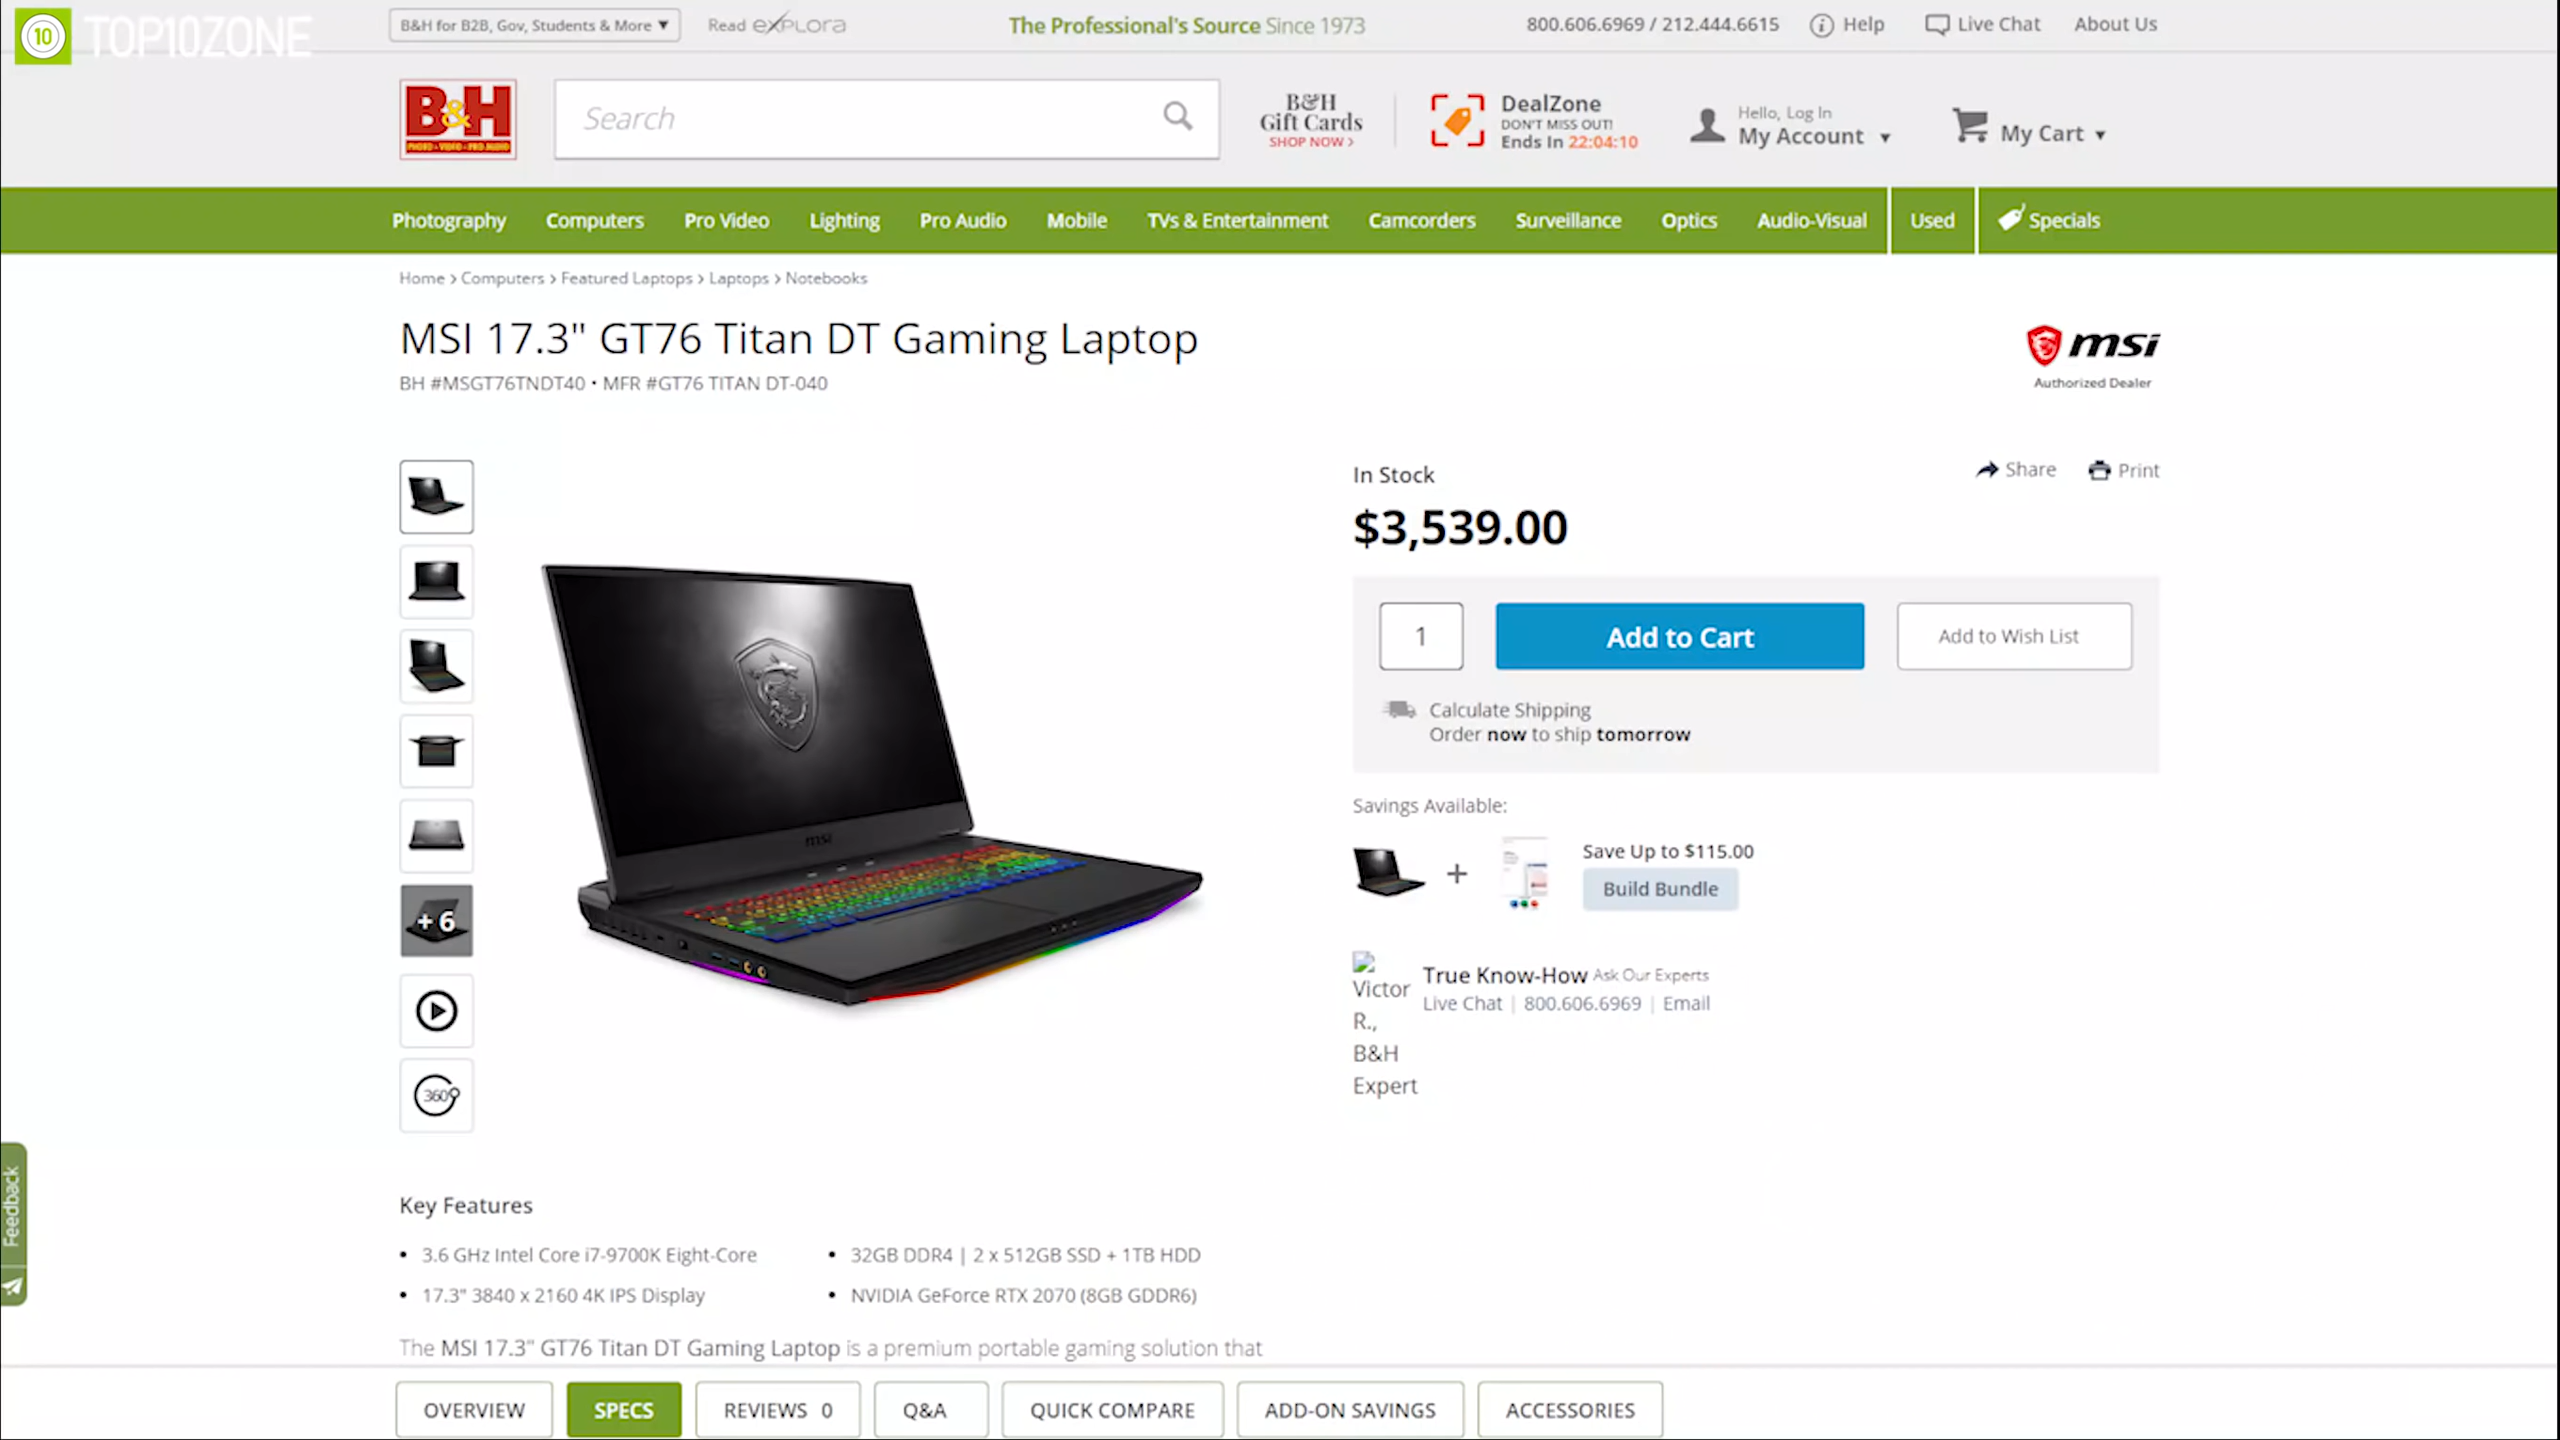 10 TOP10ZONE
B&H for B2B, Gov, Students & More ▼
Read eXPLORA
The Professional's Source Since 1973
800.606.6969 / 212.444.6615
Help
Live Chat
About Us
B&H
PHOTO - VIDEO - PRO AUDIO
Search
B&H
Gift Cards
SHOP NOW >
DealZone
DON'T MISS OUT!
Ends In 22:04:10
Hello, Log In
My Account ▼
My Cart ▼
Photography Computers Pro Video Lighting Pro Audio Mobile TVs & Entertainment Camcorders Surveillance Optics Audio-Visual Used Specials
Home > Computers > Featured Laptops > Laptops > Notebooks
MSI 17.3" GT76 Titan DT Gaming Laptop
BH #MSGT76TNDT40 • MFR #GT76 TITAN DT-040
msi
Authorized Dealer
In Stock
Share
Print
$3,539.00
1
Add to Cart
Add to Wish List
Calculate Shipping
Order now to ship tomorrow
Savings Available:
Save Up to $115.00
+
Build Bundle
msi
+ 6
360°
Victor
R.,
B&H
Expert
True Know-How Ask Our Experts
Live Chat | 800.606.6969 | Email
Feedback
Key Features
• 3.6 GHz Intel Core i7-9700K Eight-Core
• 17.3" 3840 x 2160 4K IPS Display
• 32GB DDR4 | 2 x 512GB SSD + 1TB HDD
• NVIDIA GeForce RTX 2070 (8GB GDDR6)
The MSI 17.3" GT76 Titan DT Gaming Laptop is a premium portable gaming solution that
OVERVIEW SPECS REVIEWS 0 Q&A QUICK COMPARE ADD-ON SAVINGS ACCESSORIES